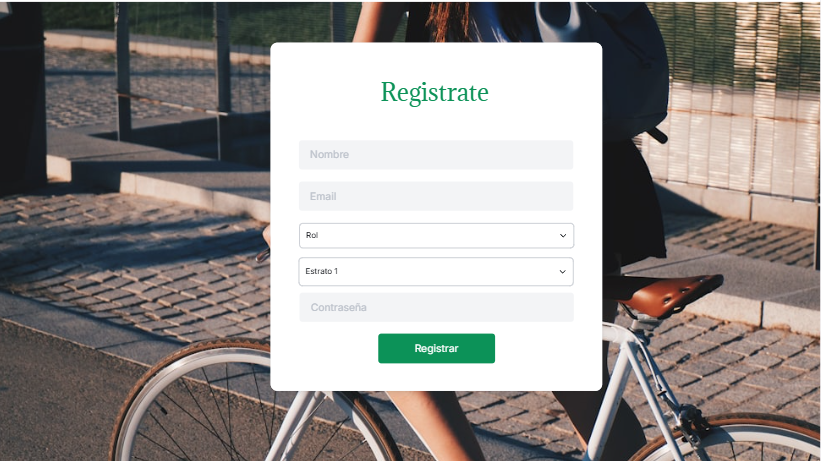 Registrate
Nombre
Email
Rol
Estrato 1
Contraseña
Registrar